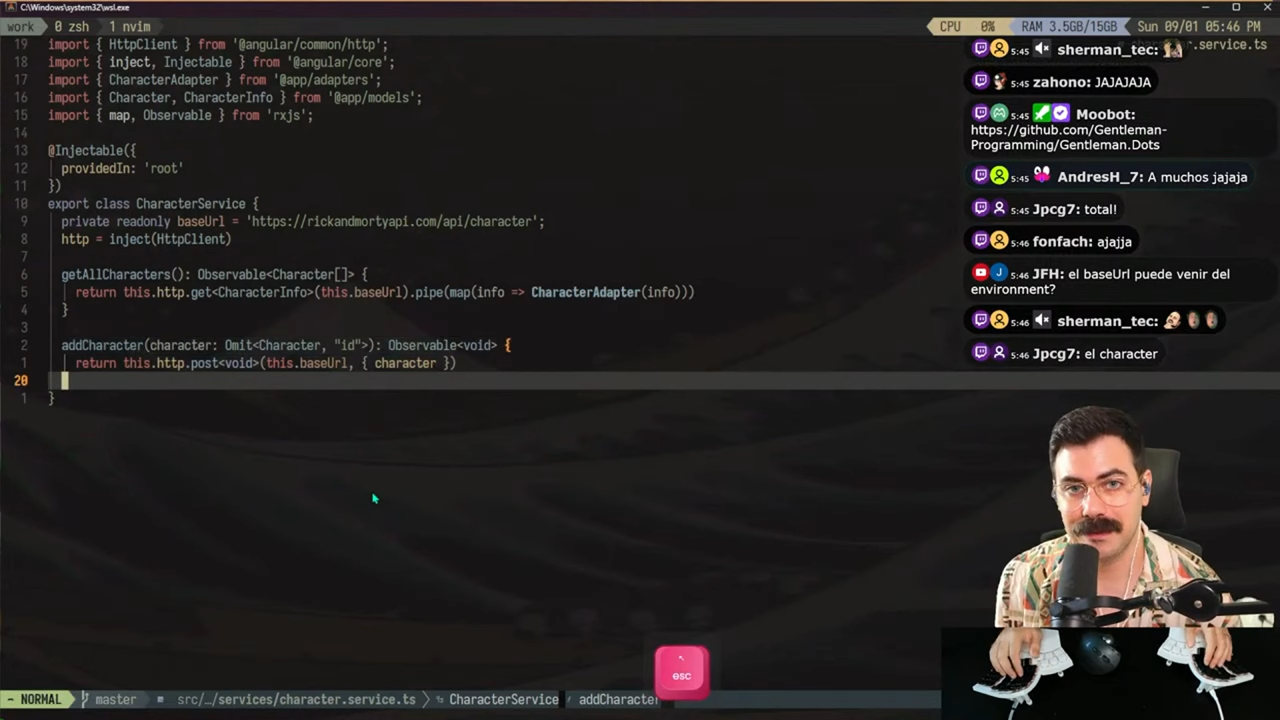 C:\Windows\system32\wsl.exe
work 0 zsh 1 nvim
CPU 0% RAM 3.5GB/15GB Sun 09/01 05:46 PM
19 import { HttpClient } from '@angular/common/http';
18 import { inject, Injectable } from '@angular/core';
17 import { CharacterAdapter } from '@app/adapters';
16 import { Character, CharacterInfo } from '@app/models';
15 import { map, Observable } from 'rxjs';
14
13 @Injectable({
12 providedIn: 'root'
11 })
10 export class CharacterService {
9 private readonly baseUrl = 'https://rickandmortyapi.com/api/character';
8 http = inject(HttpClient)
7
6 getAllCharacters(): Observable<Character[]> {
5 return this.http.get<CharacterInfo>(this.baseUrl).pipe(map(info => CharacterAdapter(info)))
4 }
3
2 addCharacter(character: Omit<Character, "id">): Observable<void> {
1 return this.http.post<void>(this.baseUrl, { character })
20
1 }
.service.ts
5:45 sherman_tec:
5:45 zahono: JAJAJAJA
5:45 Moobot:
https://github.com/Gentleman-
Programming/Gentleman.Dots
5:45 AndresH_7: A muchos jajaja
5:45 Jpcg7: total!
5:46 fonfach: ajajja
5:46 JFH: el baseUrl puede venir del
environment?
5:46 sherman_tec:
5:46 Jpcg7: el character
esc
~ NORMAL master src/…/services/character.service.ts CharacterService addCharacter